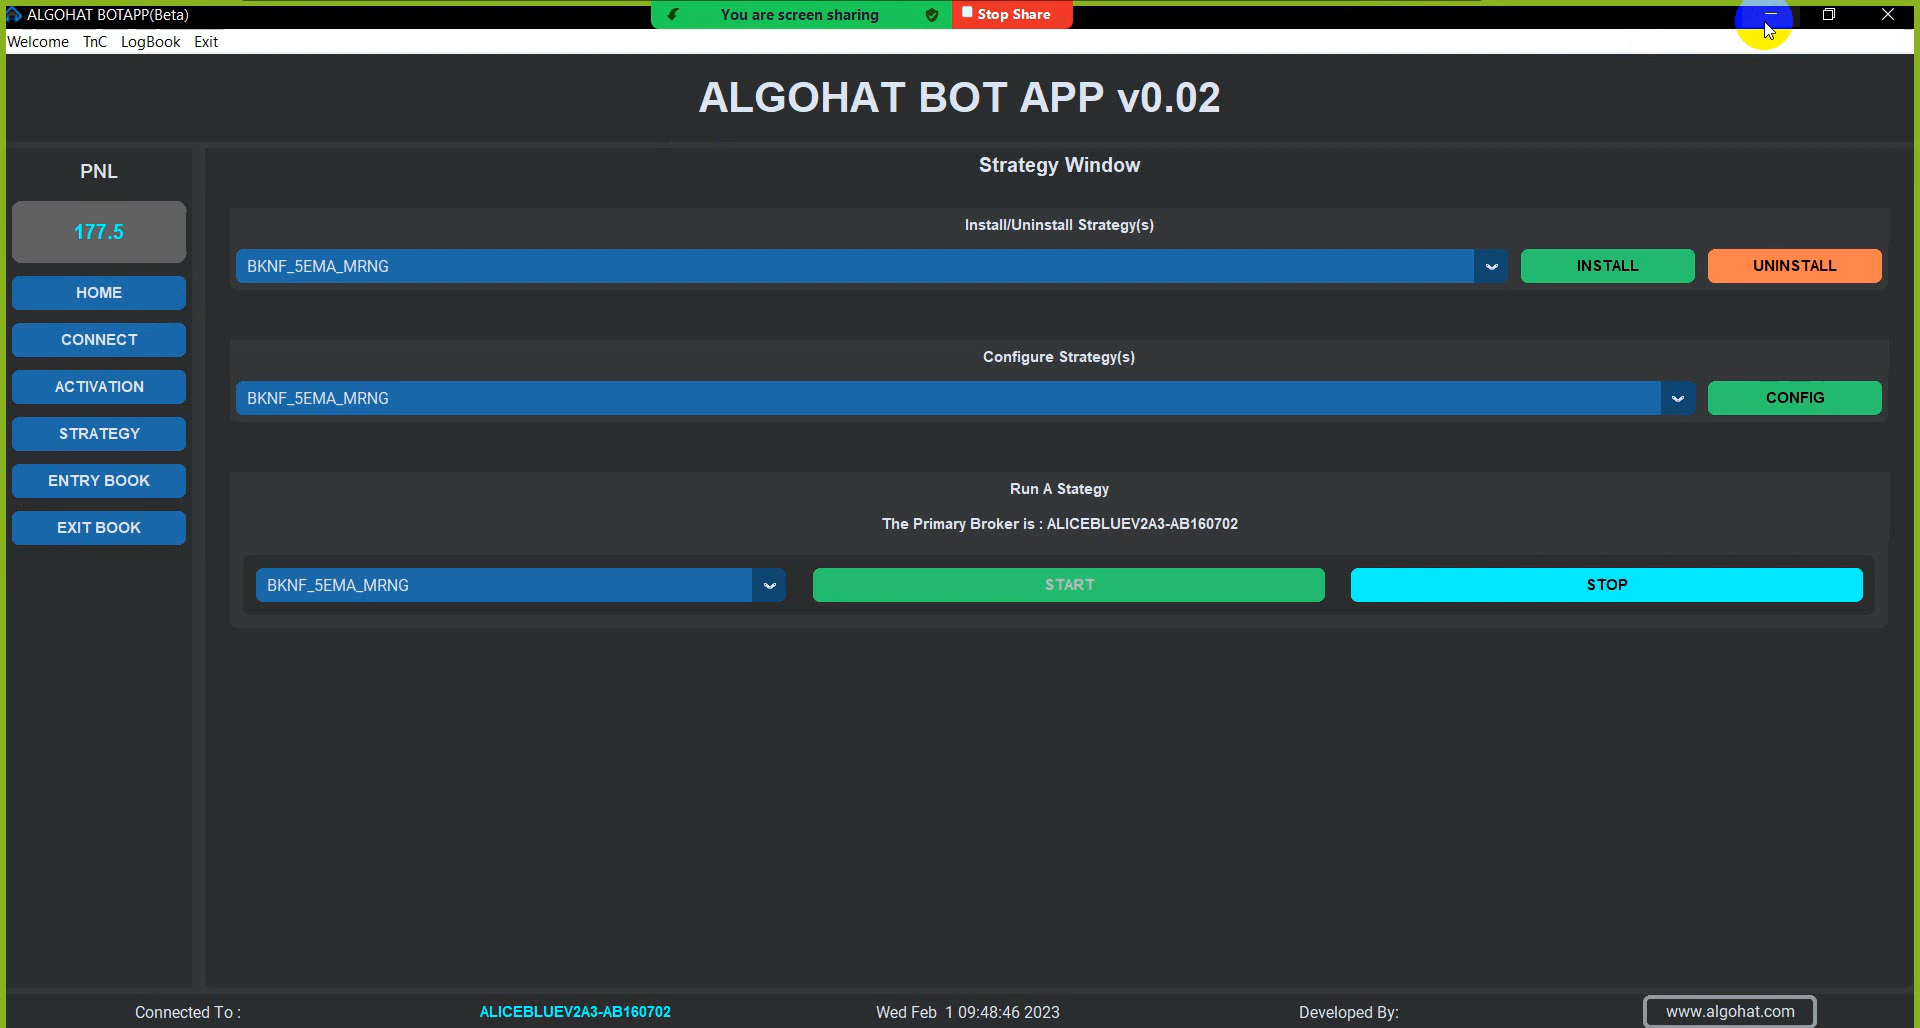 ALGOHAT BOTAPP(Beta)
You are screen sharing
Stop Share
Welcome TnC LogBook Exit
ALGOHAT BOT APP v0.02
PNL
177.5
HOME
CONNECT
ACTIVATION
STRATEGY
ENTRY BOOK
EXIT BOOK
Strategy Window
Install/Uninstall Strategy(s)
BKNF_5EMA_MRNG INSTALL UNINSTALL
Configure Strategy(s)
BKNF_5EMA_MRNG CONFIG
Run A Stategy
The Primary Broker is : ALICEBLUEV2A3-AB160702
BKNF_5EMA_MRNG START STOP
Connected To : ALICEBLUEV2A3-AB160702 Wed Feb 1 09:48:46 2023 Developed By: www.algohat.com